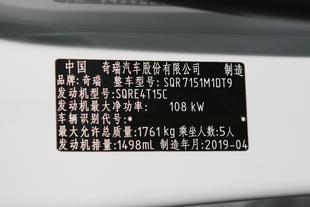 中国 奇瑞汽车股份有限公司 制造
品牌:奇瑞 整车型号:SQR7151M1DT9
发动机型号:SQRE4T15C
发动机最大净功率: 108 kW
车辆识别代号:* *
最大允许总质量:1761kg 乘坐人数:5人
发动机排量:1498mL 制造年月:2019-04